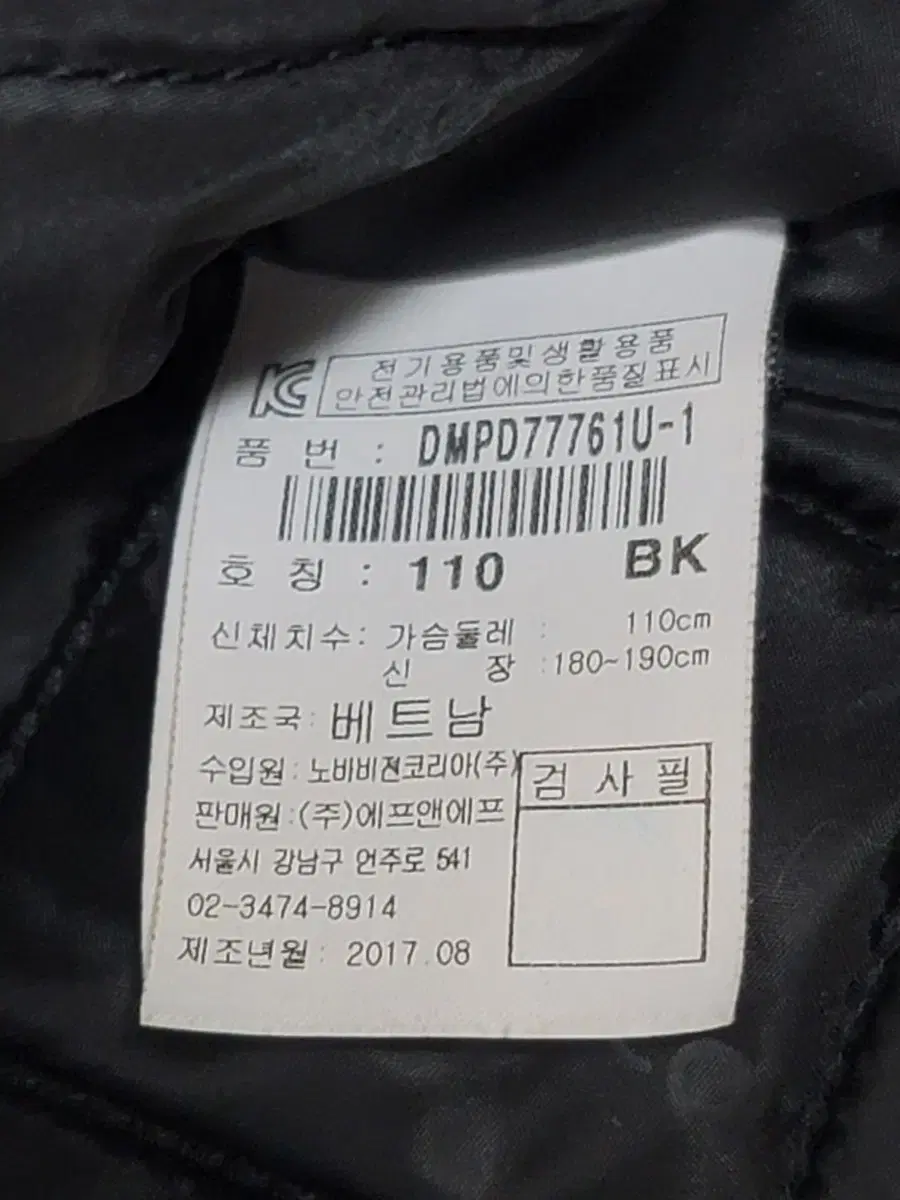 KC
전기용품및생활용품
안전관리법에의한품질표시
품 번 : DMPD77761U-1
호 칭 : 110 BK
신체치수: 가슴둘레 : 110cm
신 장 :180~190cm
제조국: 베트남
수입원: 노바비젼코리아(주)
판매원:(주)에프앤에프
검 사 필
서울시 강남구 언주로 541
02-3474-8914
제조년월: 2017.08